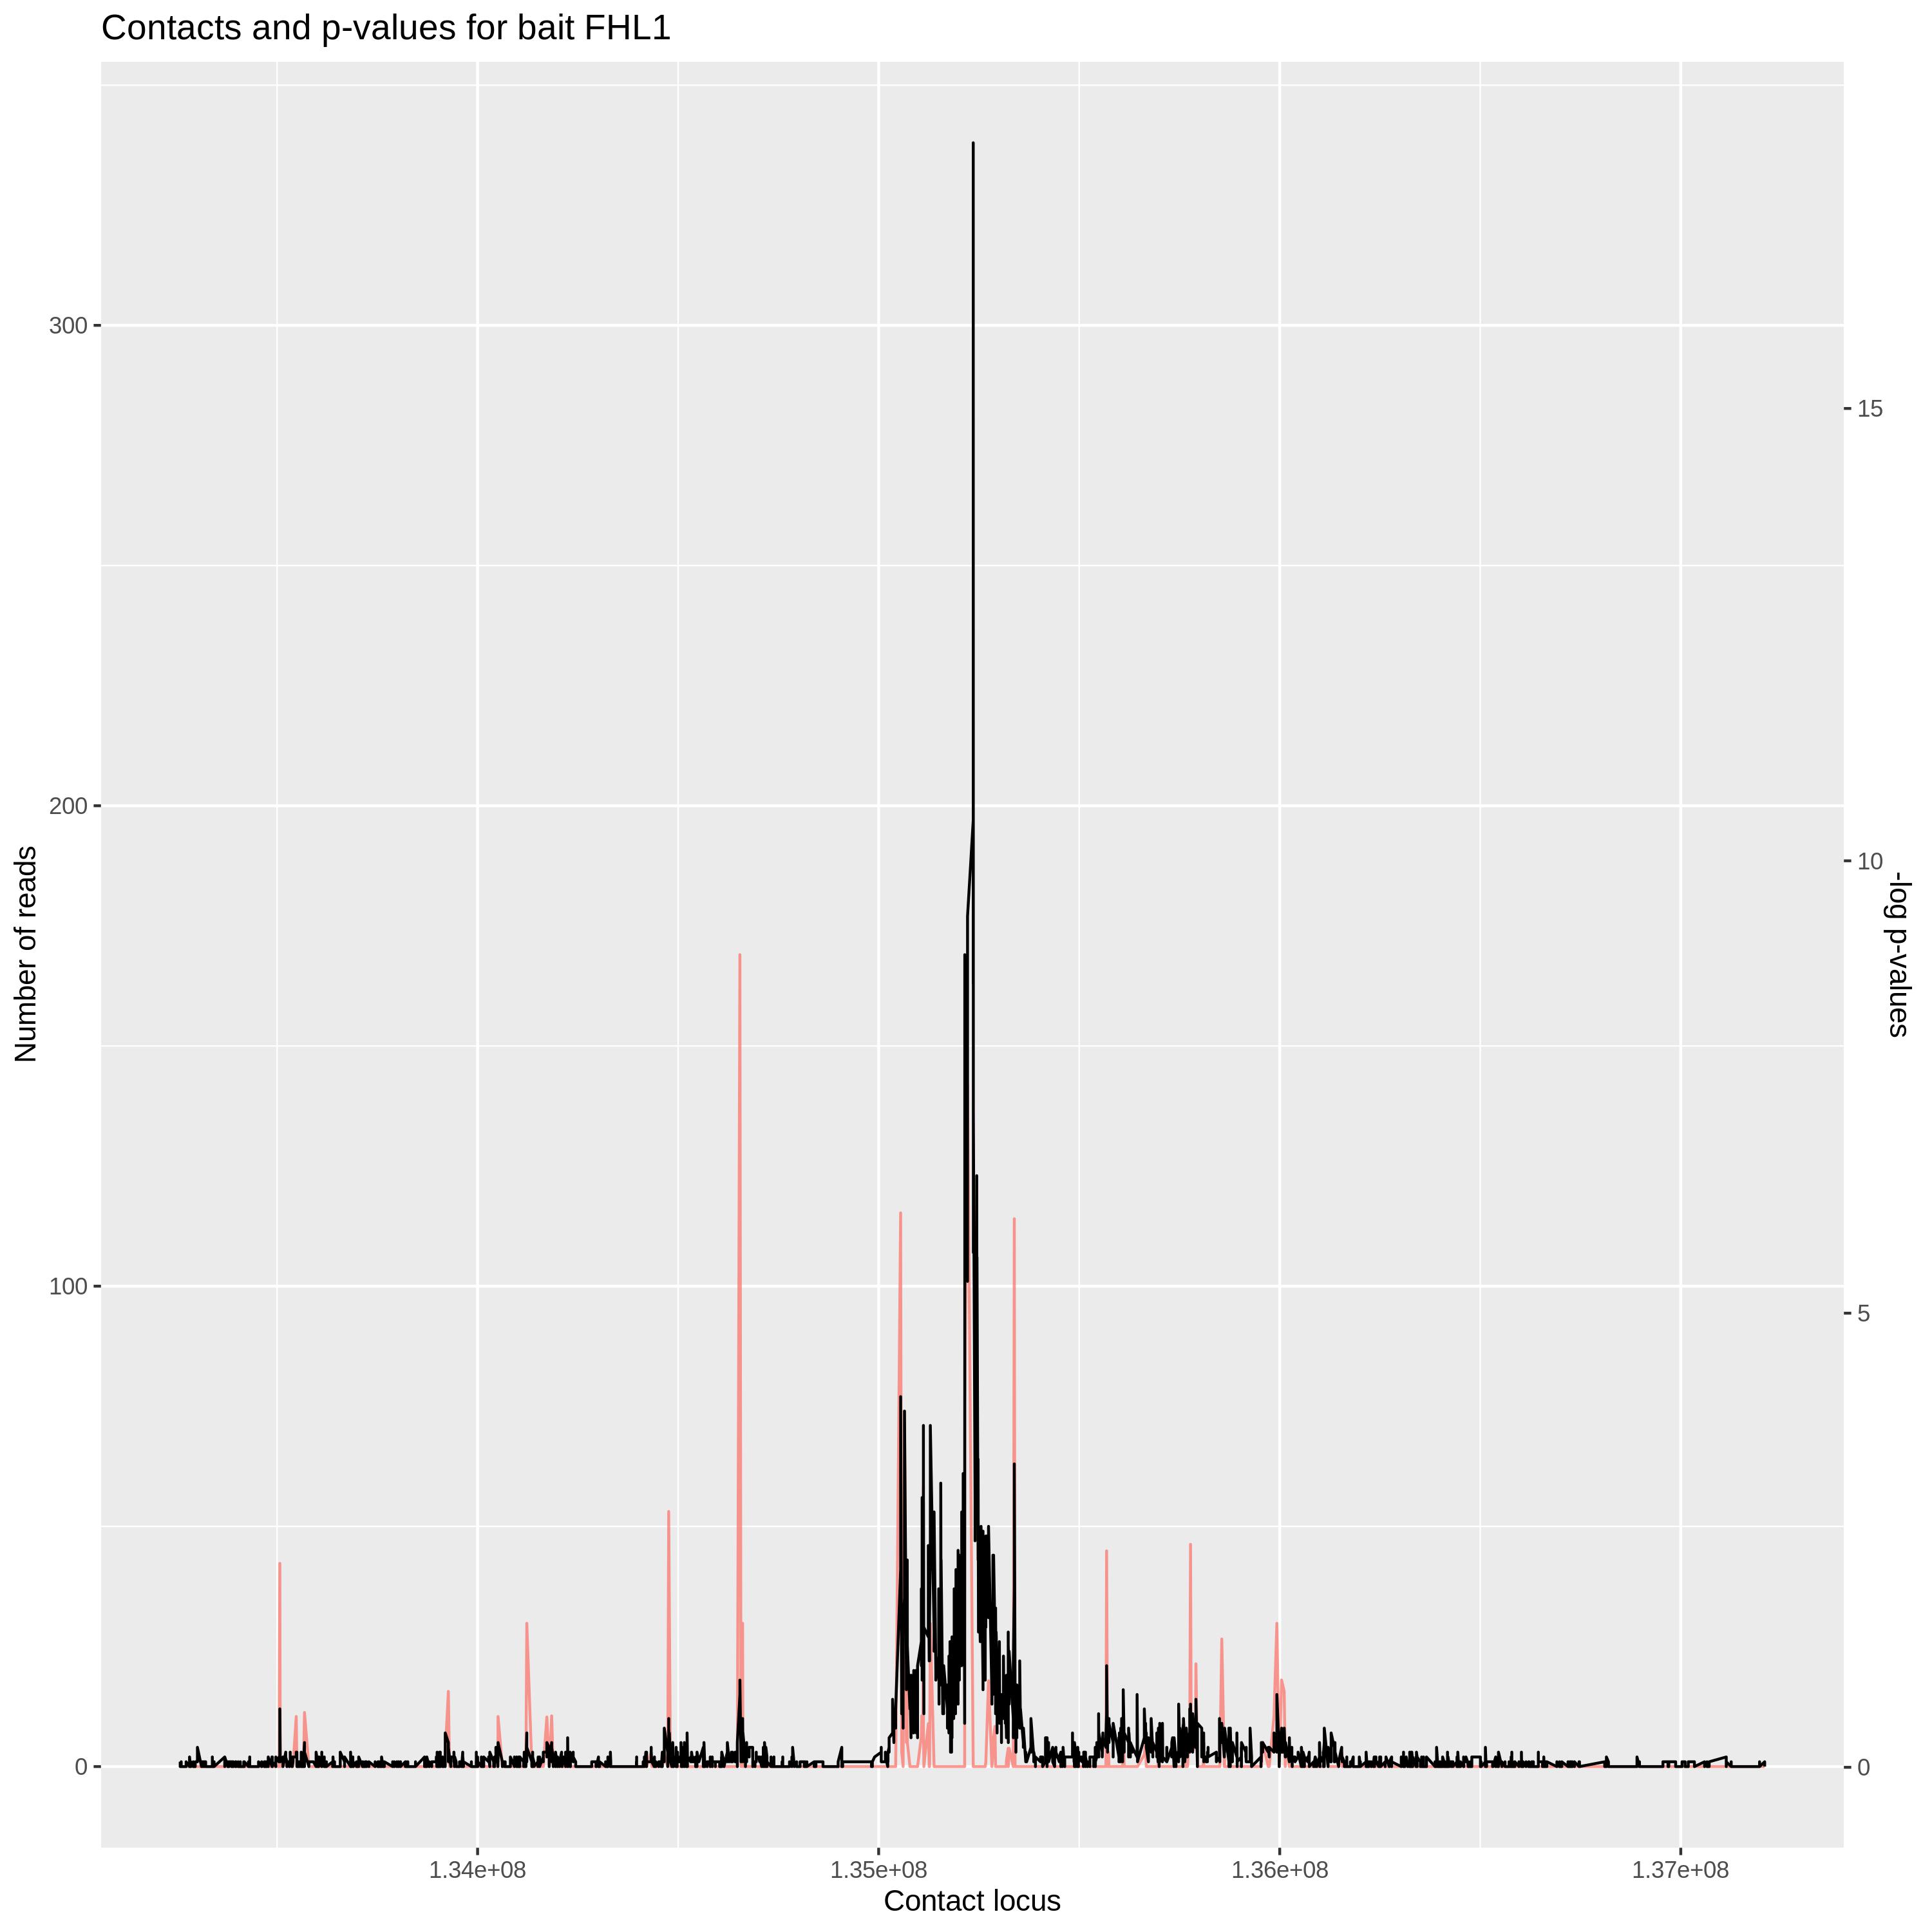 Contacts and p-values for bait FHL1
Number of reads
300
200
100
0
15
10
5
0
-log p-values
1.34e+08
1.35e+08
1.36e+08
1.37e+08
Contact locus